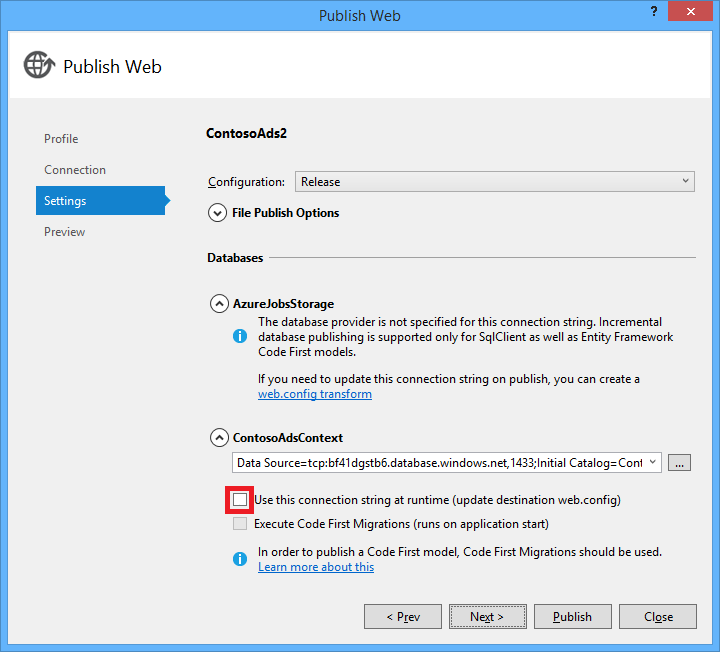 Publish Web
?
Publish Web
Profile
Connection
Settings
Preview
ContosoAds2
Configuration: Release
File Publish Options
Databases
AzureJobsStorage
The database provider is not specified for this connection string. Incremental
database publishing is supported only for SqlClient as well as Entity Framework
Code First models.
If you need to update this connection string on publish, you can create a
web.config transform
ContosoAdsContext
Data Source=tcp:bf41dgstb6.database.windows.net,1433;Initial Catalog=Cont
...
Use this connection string at runtime (update destination web.config)
Execute Code First Migrations (runs on application start)
In order to publish a Code First model, Code First Migrations should be used.
Learn more about this
< Prev
Next >
Publish
Close